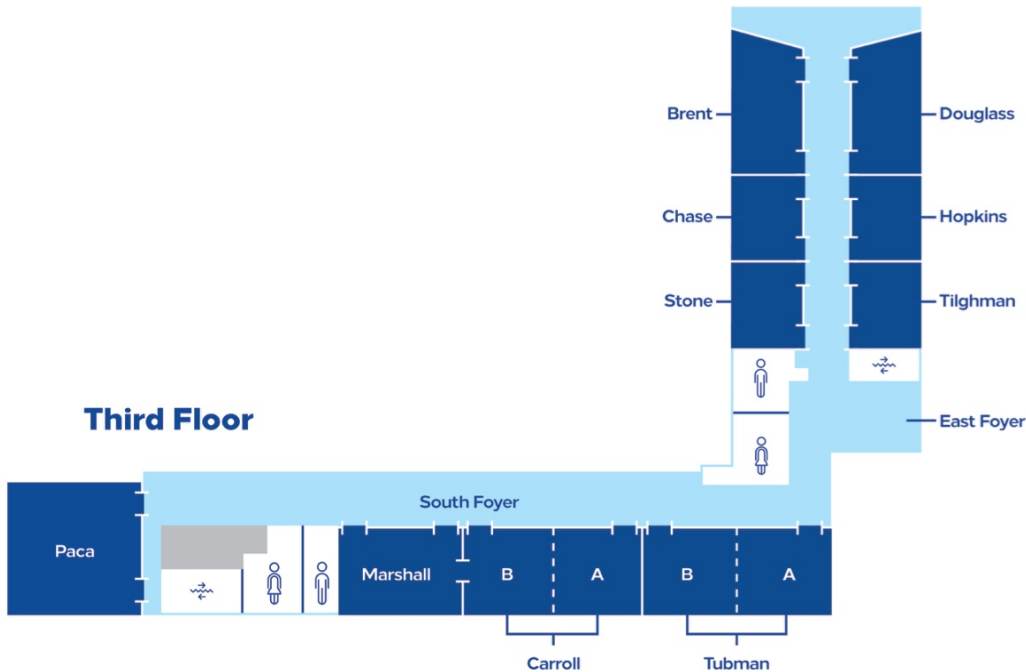 Brent
Douglass
Chase
Hopkins
Stone
Tilghman
Third Floor
East Foyer
South Foyer
Paca
Marshall
B
A
B
A
Carroll
Tubman